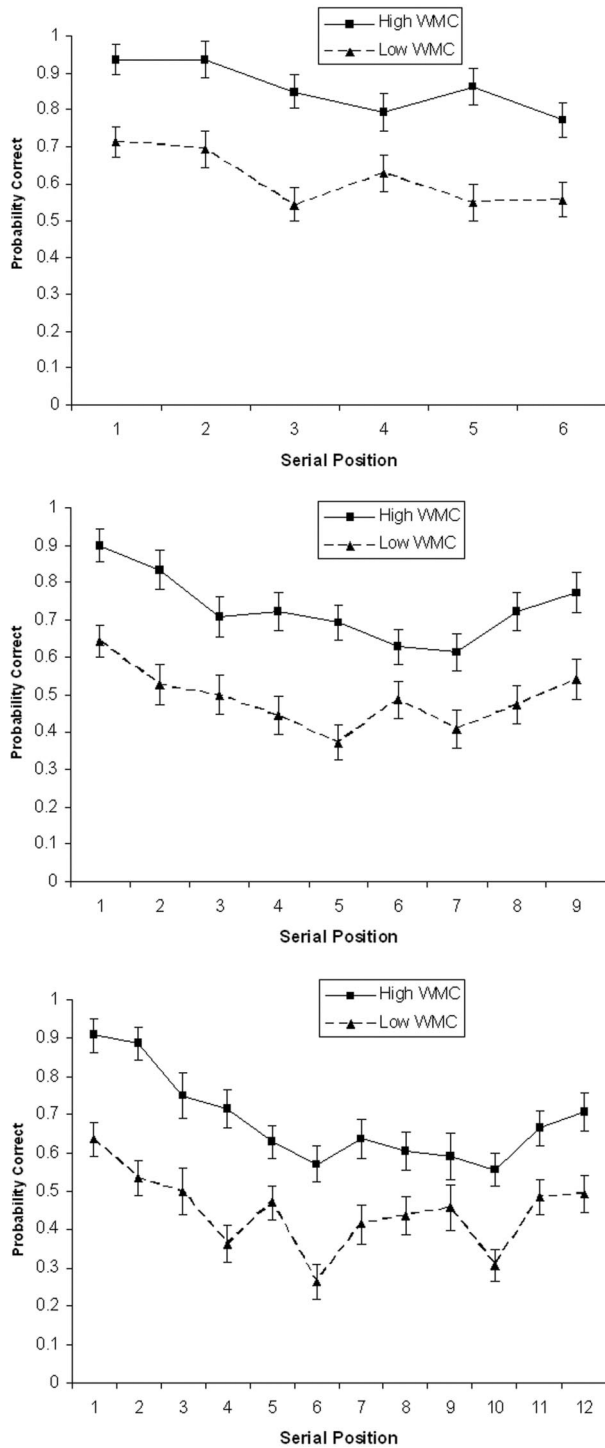 High WMC
Low WMC
Probability Correct
1
0.9
0.8
0.7
0.6
0.5
0.4
0.3
0.2
0.1
0
1 2 3 4 5 6
Serial Position
High WMC
Low WMC
Probability Correct
1
0.9
0.8
0.7
0.6
0.5
0.4
0.3
0.2
0.1
0
1 2 3 4 5 6 7 8 9
Serial Position
High WMC
Low WMC
Probability Correct
1
0.9
0.8
0.7
0.6
0.5
0.4
0.3
0.2
0.1
0
1 2 3 4 5 6 7 8 9 10 11 12
Serial Position